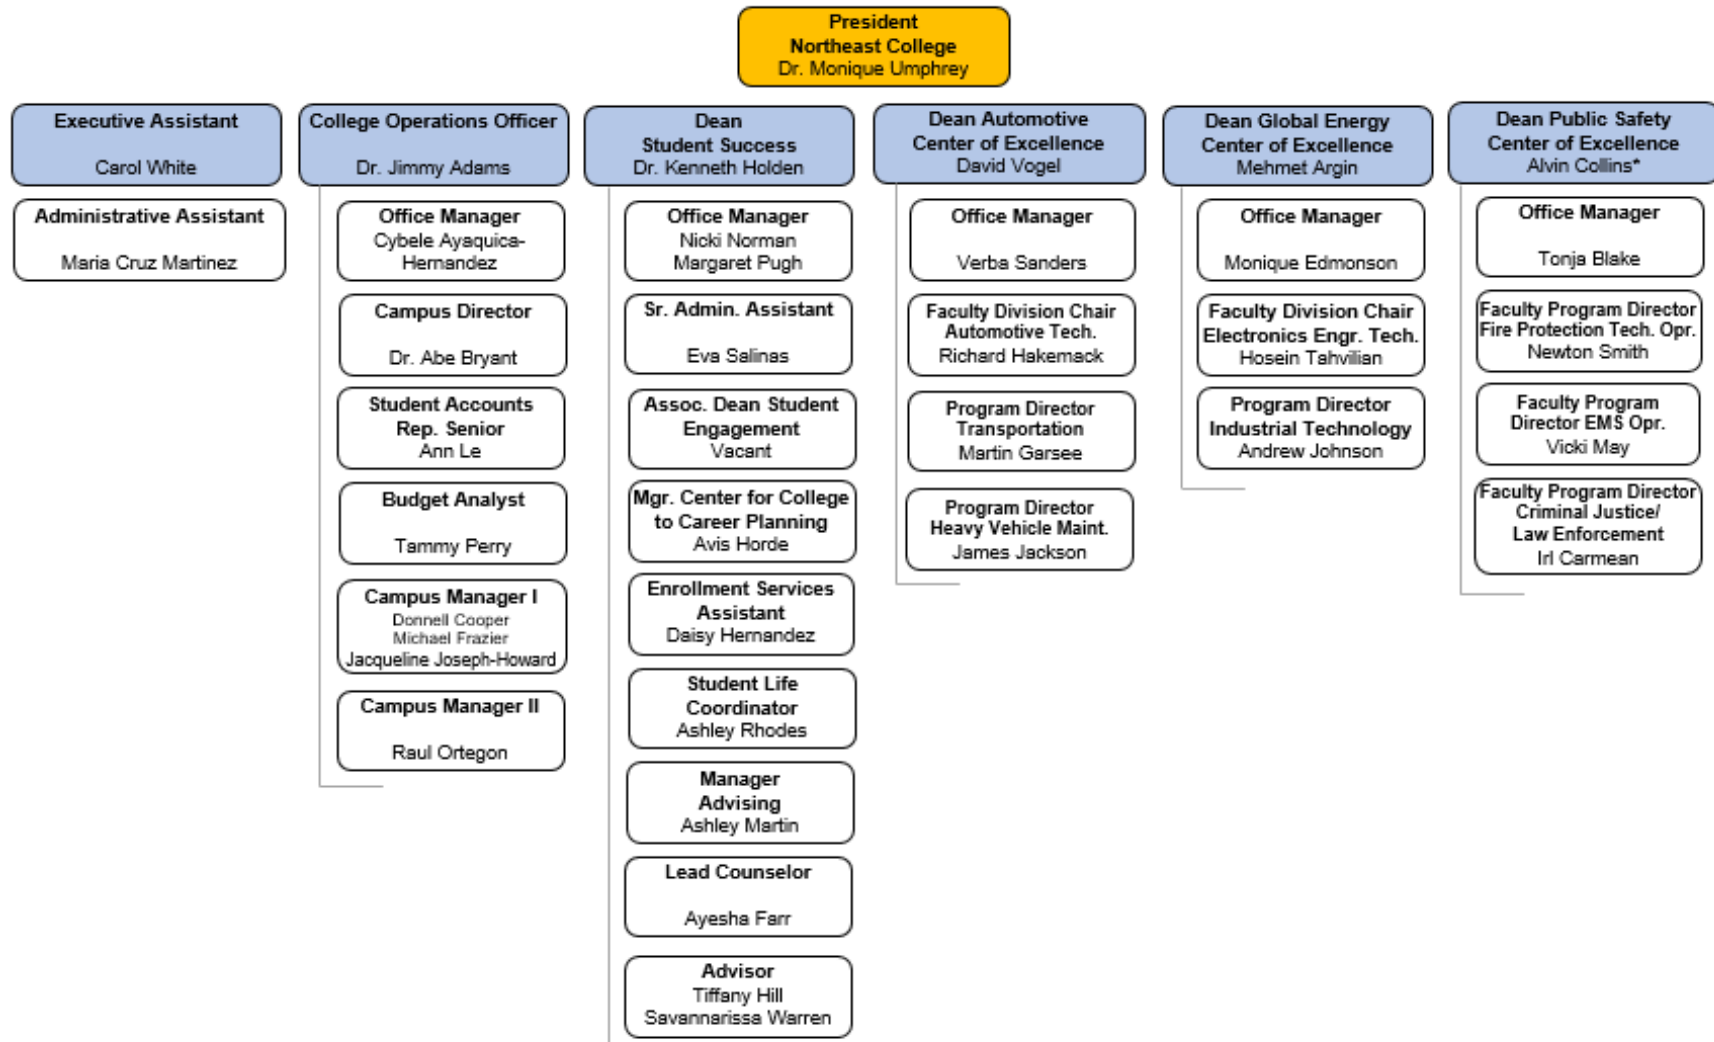 President
Northeast College
Dr. Monique Umphrey
Executive Assistant
Carol White
Administrative Assistant
Maria Cruz Martinez
College Operations Officer
Dr. Jimmy Adams
Office Manager
Cybele Ayaquica-
Hernandez
Campus Director
Dr. Abe Bryant
Student Accounts
Rep. Senior
Ann Le
Budget Analyst
Tammy Perry
Campus Manager I
Donnell Cooper
Michael Frazier
Jacqueline Joseph-Howard
Campus Manager II
Raul Ortegon
Dean
Student Success
Dr. Kenneth Holden
Office Manager
Nicki Norman
Margaret Pugh
Sr. Admin. Assistant
Eva Salinas
Assoc. Dean Student
Engagement
Vacant
Mgr. Center for College
to Career Planning
Avis Horde
Enrollment Services
Assistant
Daisy Hernandez
Student Life
Coordinator
Ashley Rhodes
Manager
Advising
Ashley Martin
Lead Counselor
Ayesha Farr
Advisor
Tiffany Hill
Savannarissa Warren
Dean Automotive
Center of Excellence
David Vogel
Office Manager
Verba Sanders
Faculty Division Chair
Automotive Tech.
Richard Hakemack
Program Director
Transportation
Martin Garsee
Program Director
Heavy Vehicle Maint.
James Jackson
Dean Global Energy
Center of Excellence
Mehmet Argin
Office Manager
Monique Edmonson
Faculty Division Chair
Electronics Engr. Tech.
Hosein Tahvilian
Program Director
Industrial Technology
Andrew Johnson
Dean Public Safety
Center of Excellence
Alvin Collins*
Office Manager
Tonja Blake
Faculty Program Director
Fire Protection Tech. Opr.
Newton Smith
Faculty Program
Director EMS Opr.
Vicki May
Faculty Program Director
Criminal Justice/
Law Enforcement
Irl Carmean